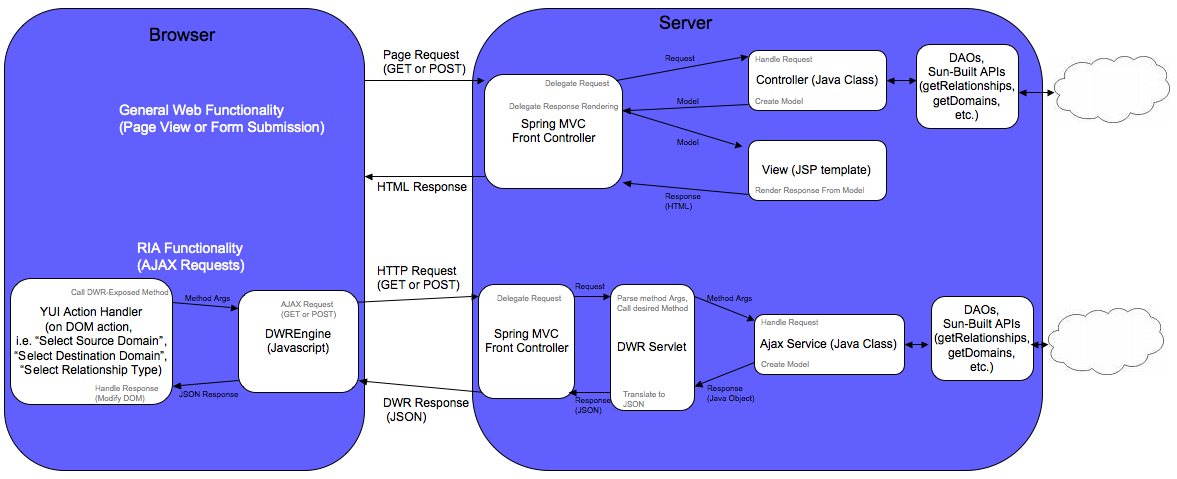 Browser
Server
General Web Functionality
(Page View or Form Submission)
Page Request
(GET or POST)
HTML Response
Delegate Request
Delegate Response Rendering
Spring MVC
Front Controller
Request
Model
Model
Response
(HTML)
Handle Request
Controller (Java Class)
Create Model
View (JSP template)
Render Response From Model
DAOs,
Sun-Built APIs
(getRelationships,
getDomains,
etc.)
RIA Functionality
(AJAX Requests)
Call DWR-Exposed Method
YUI Action Handler
(on DOM action,
i.e. “Select Source Domain”,
“Select Destination Domain”,
“Select Relationship Type)
Handle Response
(Modify DOM)
Method Args
JSON Response
AJAX Request
(GET or POST)
DWREngine
(Javascript)
HTTP Request
(GET or POST)
DWR Response
(JSON)
Delegate Request
Spring MVC
Front Controller
Request
Response
(JSON)
Parse method Args,
Call desired Method
DWR Servlet
Translate to
JSON
Method Args
Response
(Java Object)
Handle Request
Ajax Service (Java Class)
Create Model
DAOs,
Sun-Built APIs
(getRelationships,
getDomains,
etc.)